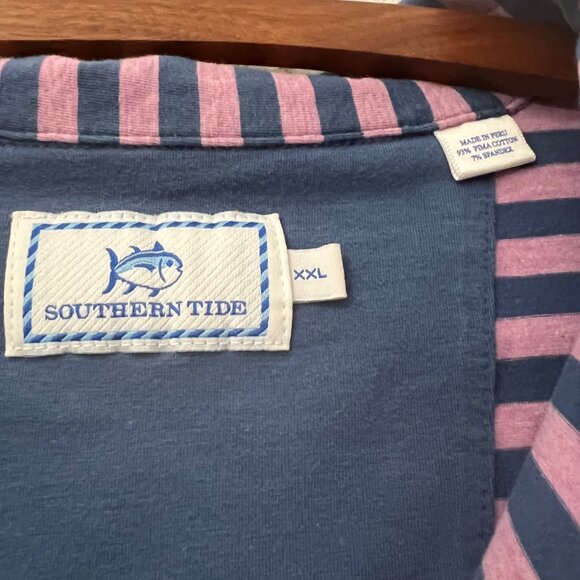 MADE IN PERU
93% PIMA COTTON
7% SPANDEX
XXL
SOUTHERN TIDE